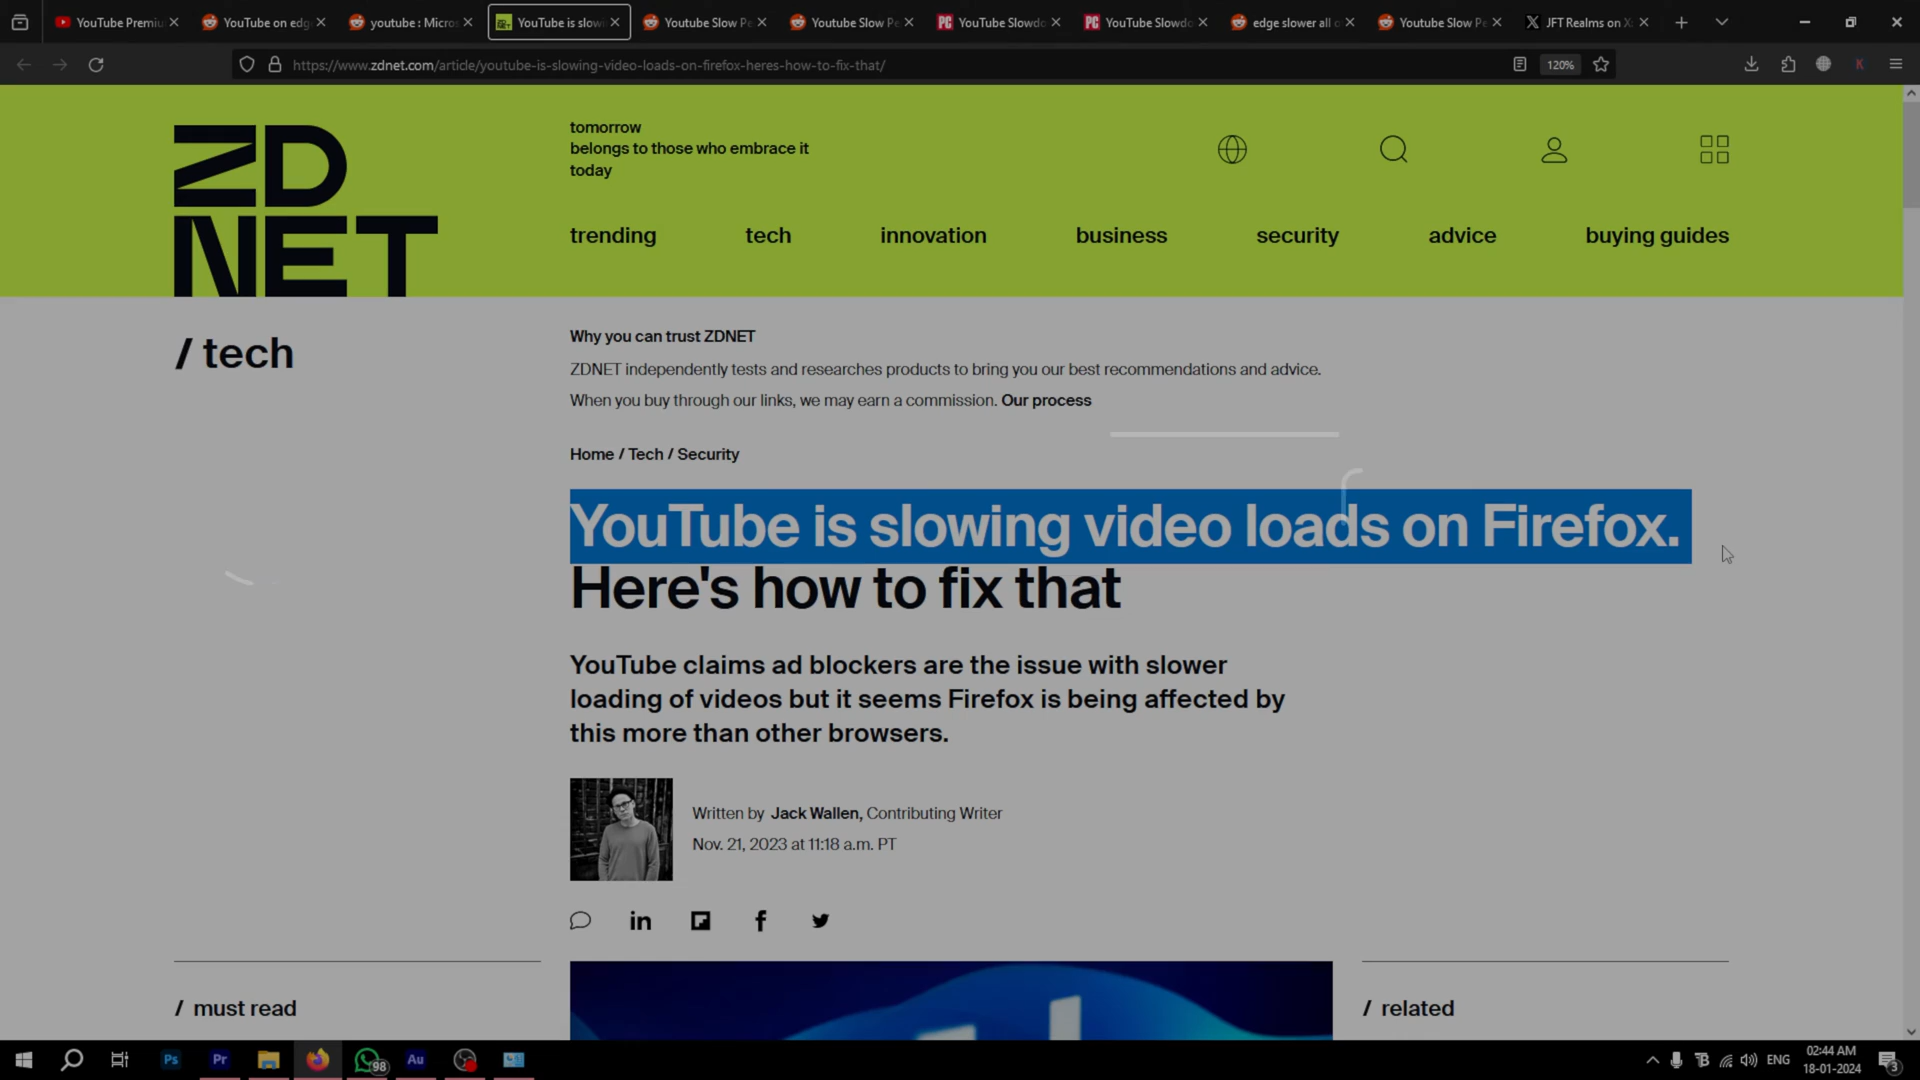 YouTube Premiu
YouTube on edg
youtube : Micros
YouTube is slowi
Youtube Slow Pe
Youtube Slow Pe
YouTube Slowdo
YouTube Slowdo
edge slower all o
Youtube Slow Pe
JFT Realms on X:
https://www.zdnet.com/article/youtube-is-slowing-video-loads-on-firefox-heres-how-to-fix-that/
120%
ZD
NET
tomorrow
belongs to those who embrace it
today
trending tech innovation business security advice buying guides
/ tech
Why you can trust ZDNET
ZDNET independently tests and researches products to bring you our best recommendations and advice.
When you buy through our links, we may earn a commission. Our process
Home / Tech / Security
YouTube is slowing video loads on Firefox.
Here's how to fix that
YouTube claims ad blockers are the issue with slower
loading of videos but it seems Firefox is being affected by
this more than other browsers.
Written by Jack Wallen, Contributing Writer
Nov. 21, 2023 at 11:18 a.m. PT
/ must read
/ related
Ps
Pr
98
Au
ENG
02:44 AM
18-01-2024
3